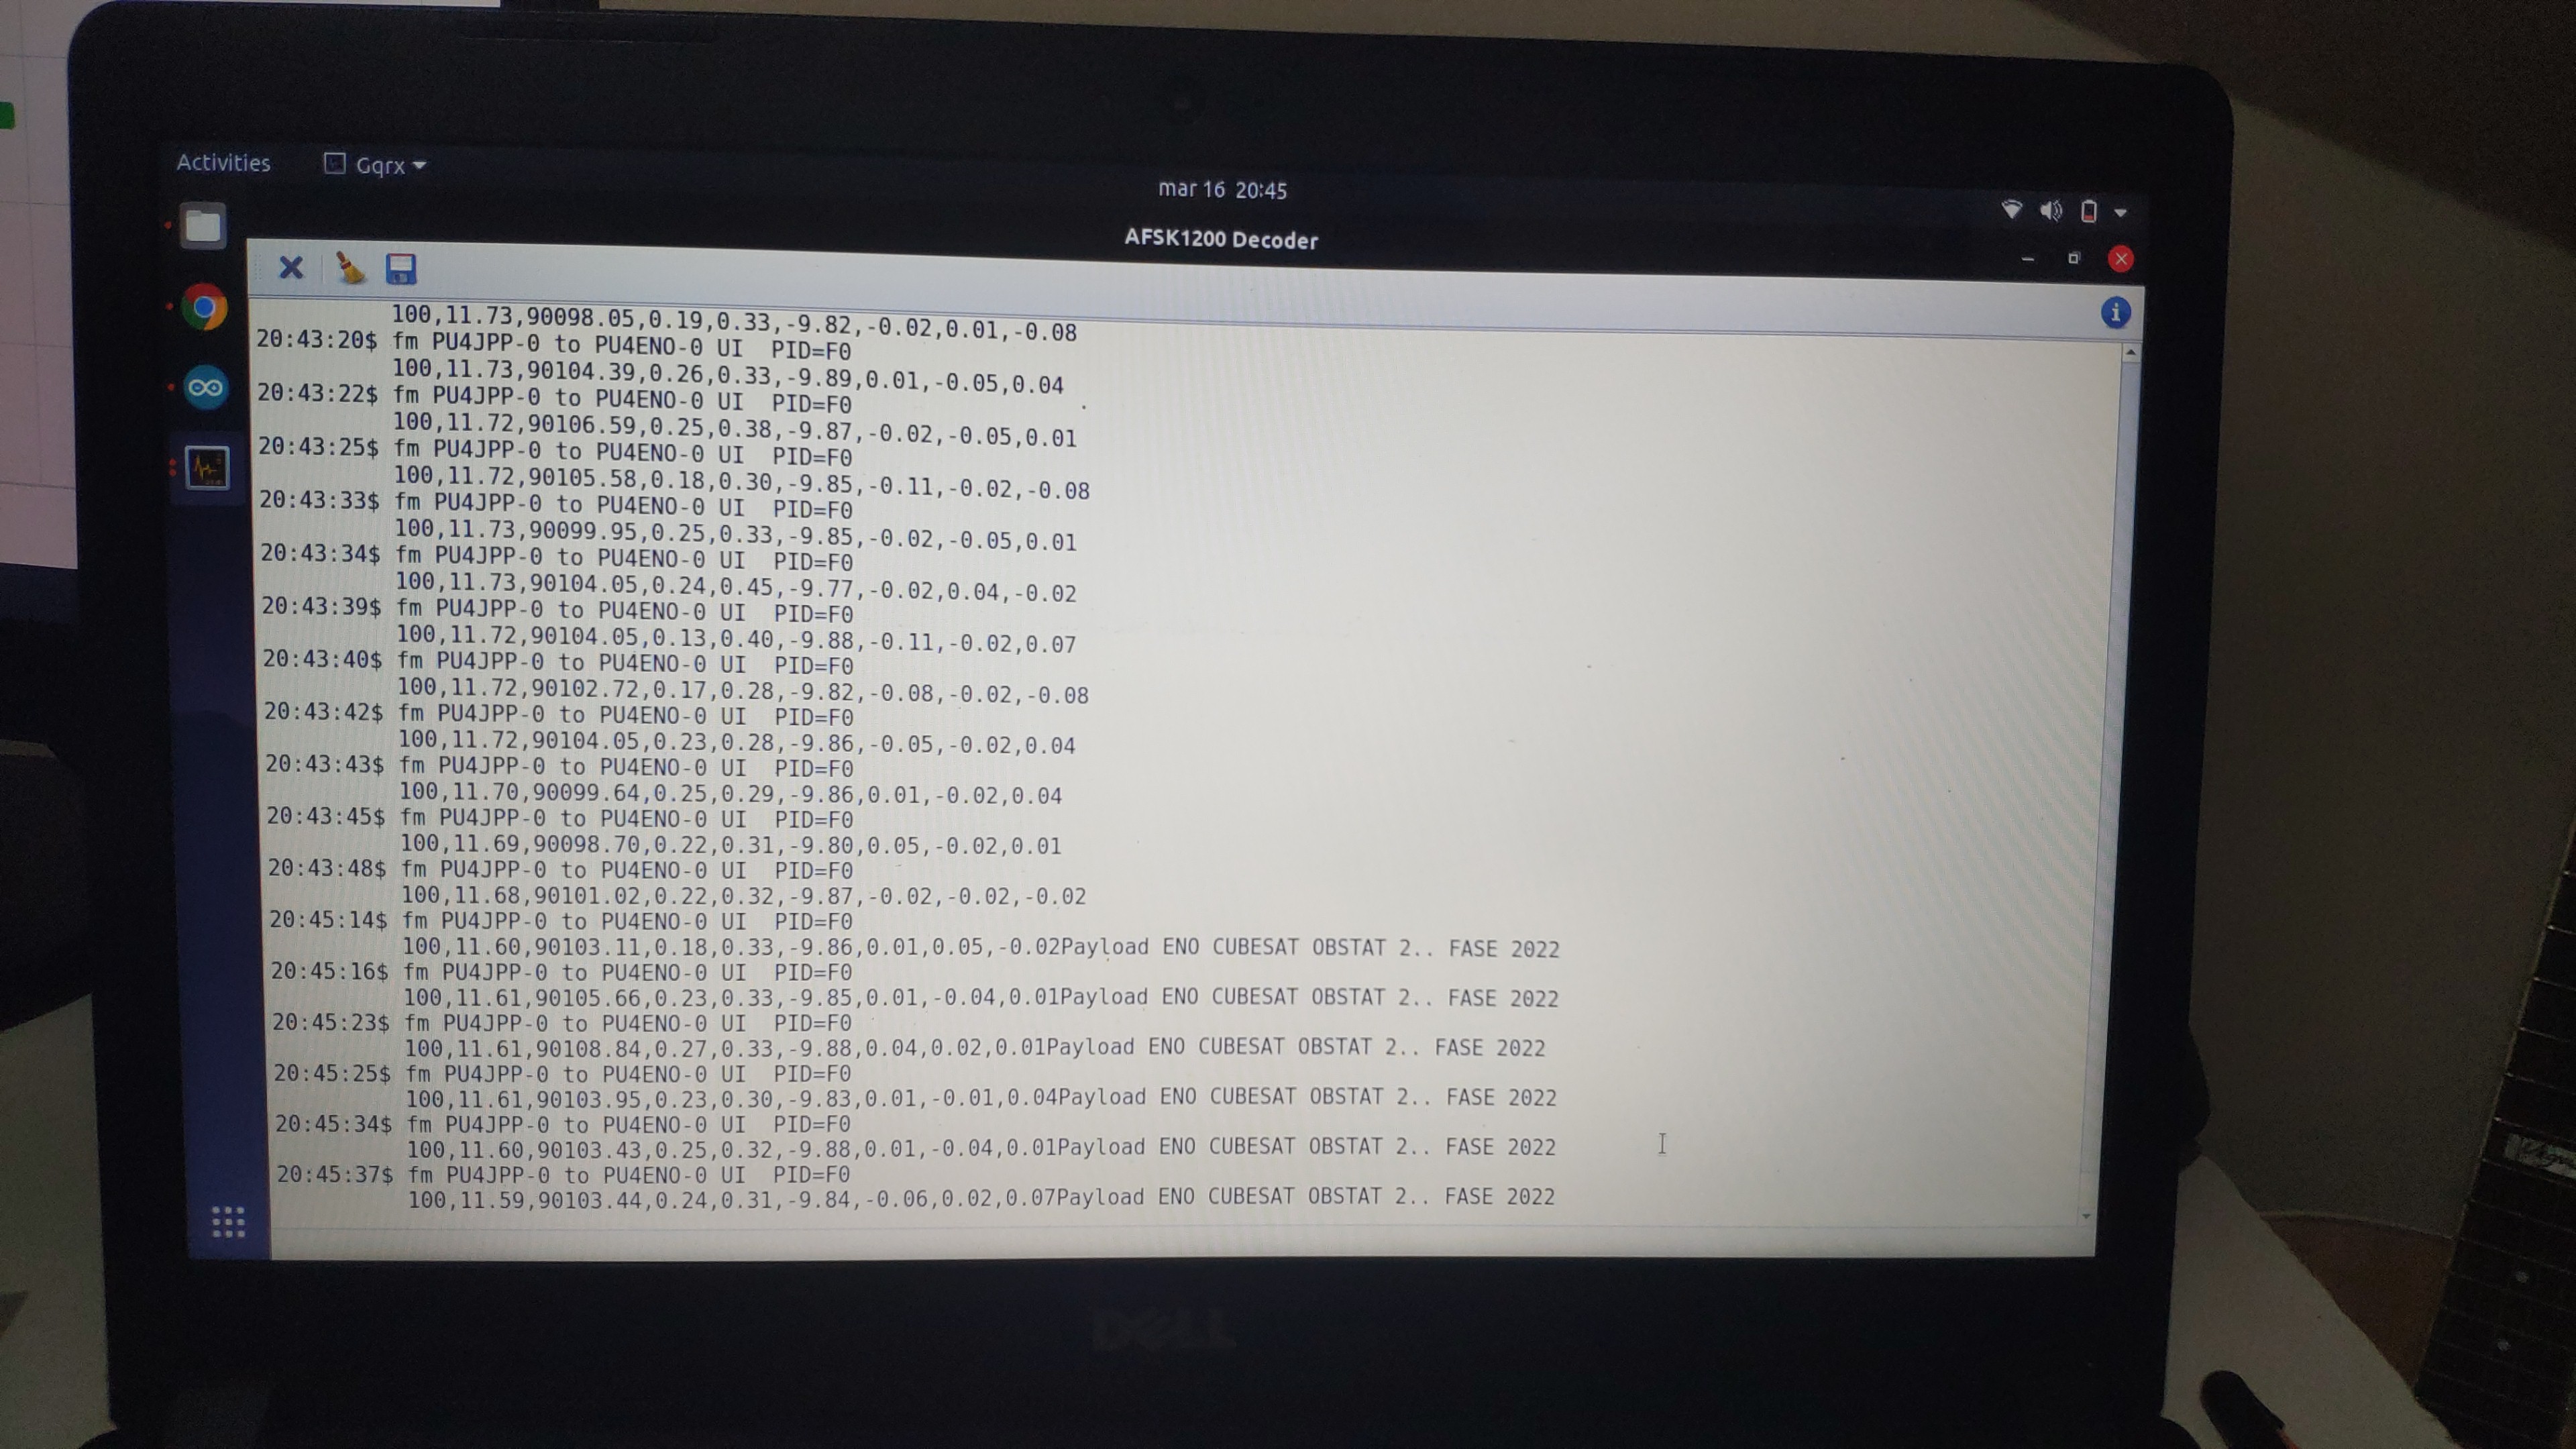 Activities
Gqrx
mar 16 20:45
AFSK1200 Decoder
100,11.73,90098.05,0.19,0.33,-9.82,-0.02,0.01,-0.08
20:43:20$ fm PU4JPP-0 to PU4ENO-0 UI PID=F0
100,11.73,90104.39,0.26,0.33,-9.89,0.01,-0.05,0.04
20:43:22$ fm PU4JPP-0 to PU4ENO-0 UI PID=F0
100,11.72,90106.59,0.25,0.38,-9.87,-0.02,-0.05,0.01
20:43:25$ fm PU4JPP-0 to PU4ENO-0 UI PID=F0
100,11.72,90105.58,0.18,0.30,-9.85,-0.11,-0.02,-0.08
20:43:33$ fm PU4JPP-0 to PU4ENO-0 UI PID=F0
100,11.73,90099.95,0.25,0.33,-9.85,-0.02,-0.05,0.01
20:43:34$ fm PU4JPP-0 to PU4ENO-0 UI PID=F0
100,11.73,90104.05,0.24,0.45,-9.77,-0.02,0.04,-0.02
20:43:39$ fm PU4JPP-0 to PU4ENO-0 UI PID=F0
100,11.72,90104.05,0.13,0.40,-9.88,-0.11,-0.02,0.07
20:43:40$ fm PU4JPP-0 to PU4ENO-0 UI PID=F0
100,11.72,90102.72,0.17,0.28,-9.82,-0.08,-0.02,-0.08
20:43:42$ fm PU4JPP-0 to PU4ENO-0 UI PID=F0
100,11.72,90104.05,0.23,0.28,-9.86,-0.05,-0.02,0.04
20:43:43$ fm PU4JPP-0 to PU4ENO-0 UI PID=F0
100,11.70,90099.64,0.25,0.29,-9.86,0.01,-0.02,0.04
20:43:45$ fm PU4JPP-0 to PU4ENO-0 UI PID=F0
100,11.69,90098.70,0.22,0.31,-9.80,0.05,-0.02,0.01
20:43:48$ fm PU4JPP-0 to PU4ENO-0 UI PID=F0
100,11.68,90101.02,0.22,0.32,-9.87,-0.02,-0.02,-0.02
20:45:14$ fm PU4JPP-0 to PU4ENO-0 UI PID=F0
100,11.60,90103.11,0.18,0.33,-9.86,0.01,0.05,-0.02Payload ENO CUBESAT OBSTAT 2.. FASE 2022
20:45:16$ fm PU4JPP-0 to PU4ENO-0 UI PID=F0
100,11.61,90105.66,0.23,0.33,-9.85,0.01,-0.04,0.01Payload ENO CUBESAT OBSTAT 2.. FASE 2022
20:45:23$ fm PU4JPP-0 to PU4ENO-0 UI PID=F0
100,11.61,90108.84,0.27,0.33,-9.88,0.04,0.02,0.01Payload ENO CUBESAT OBSTAT 2.. FASE 2022
20:45:25$ fm PU4JPP-0 to PU4ENO-0 UI PID=F0
100,11.61,90103.95,0.23,0.30,-9.83,0.01,-0.01,0.04Payload ENO CUBESAT OBSTAT 2.. FASE 2022
20:45:34$ fm PU4JPP-0 to PU4ENO-0 UI PID=F0
100,11.60,90103.43,0.25,0.32,-9.88,0.01,-0.04,0.01Payload ENO CUBESAT OBSTAT 2.. FASE 2022
20:45:37$ fm PU4JPP-0 to PU4ENO-0 UI PID=F0
100,11.59,90103.44,0.24,0.31,-9.84,-0.06,0.02,0.07Payload ENO CUBESAT OBSTAT 2.. FASE 2022
DELL